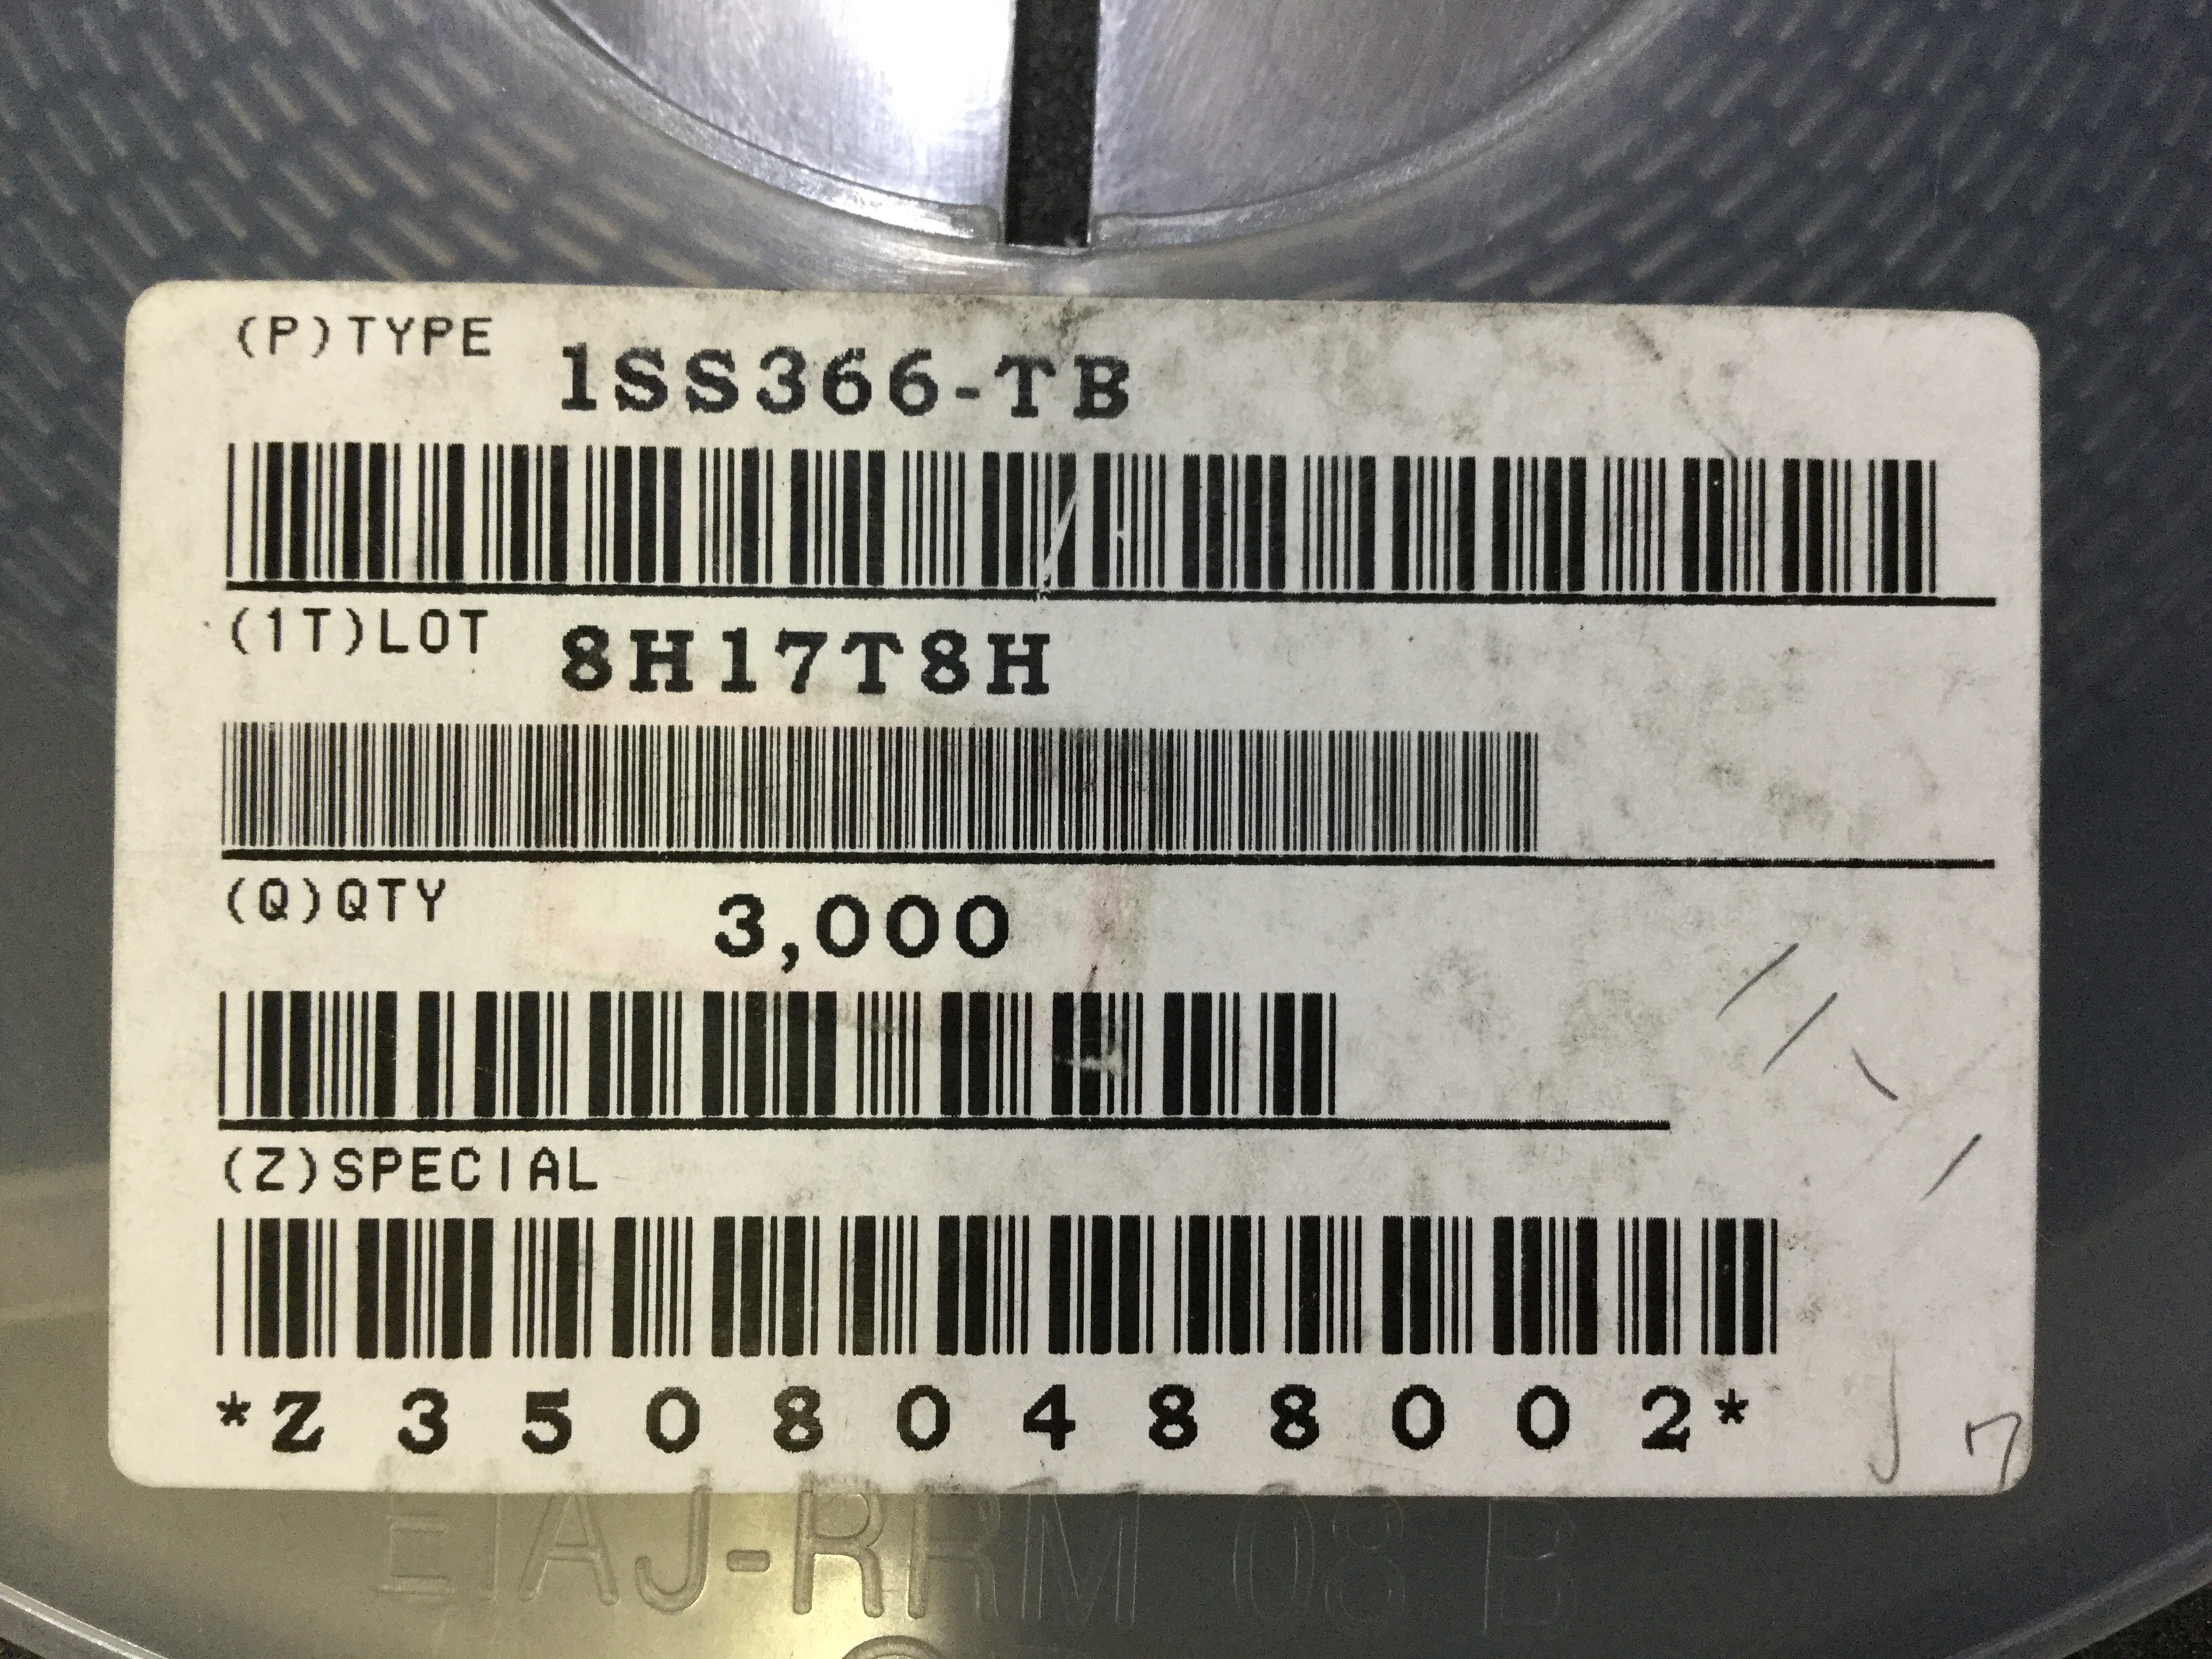 (P)TYPE 1SS366-TB
(1T)LOT 8H17T8H
(Q)QTY 3,000
(Z)SPECIAL
*Z35080488002*
EIAJ-RRM 08 B